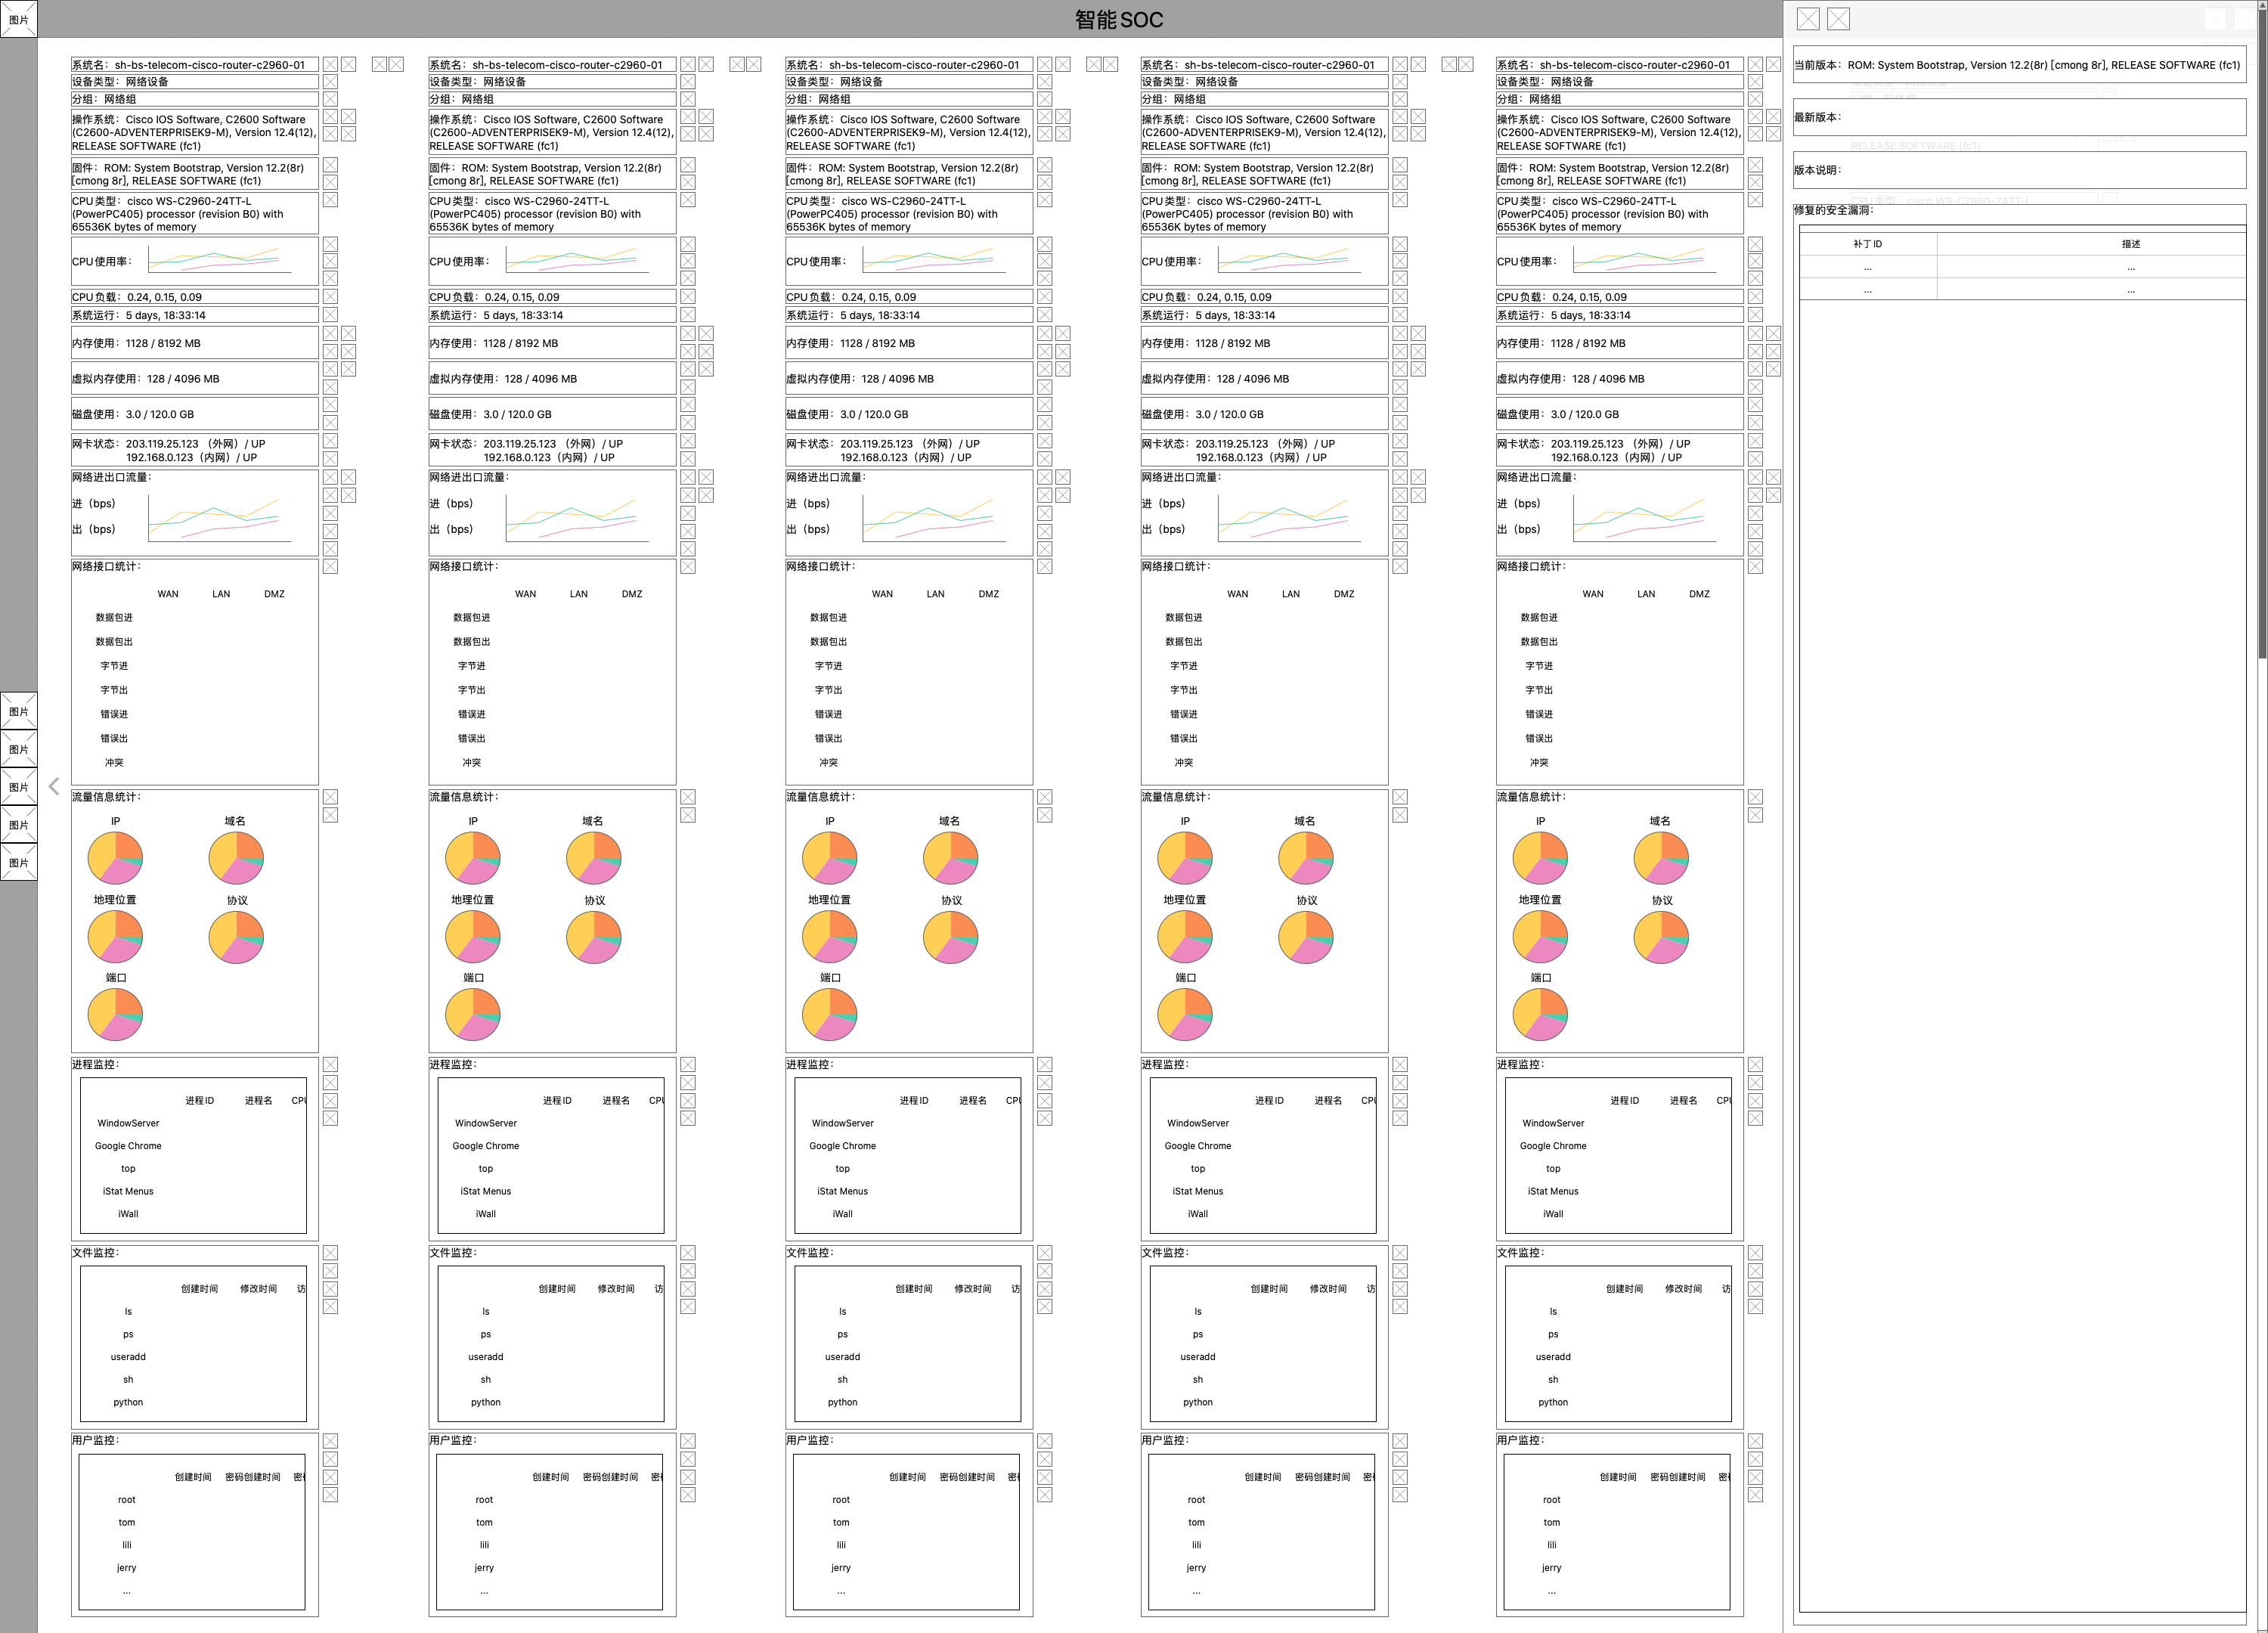 图片
智能SOC
图片
图片
图片
图片
图片
系统名：sh-bs-telecom-cisco-router-c2960-01
设备类型：网络设备
分组：网络组
操作系统：Cisco IOS Software, C2600 Software
(C2600-ADVENTERPRISEK9-M), Version 12.4(12),
RELEASE SOFTWARE (fc1)
固件：ROM: System Bootstrap, Version 12.2(8r)
[cmong 8r], RELEASE SOFTWARE (fc1)
CPU类型：cisco WS-C2960-24TT-L
(PowerPC405) processor (revision B0) with
65536K bytes of memory
CPU使用率：
CPU负载：0.24, 0.15, 0.09
系统运行：5 days, 18:33:14
内存使用：1128 / 8192 MB
虚拟内存使用：128 / 4096 MB
磁盘使用：3.0 / 120.0 GB
网卡状态：203.119.25.123 （外网）/ UP
192.168.0.123（内网）/ UP
网络进出口流量：
进（bps）
出（bps）
网络接口统计：
WAN LAN DMZ
数据包进
数据包出
字节进
字节出
错误进
错误出
冲突
流量信息统计：
IP 域名
地理位置 协议
端口
进程监控：
进程ID 进程名 CPU
WindowServer
Google Chrome
top
iStat Menus
iWall
文件监控：
创建时间 修改时间 访
ls
ps
useradd
sh
python
用户监控：
创建时间 密码创建时间 密
root
tom
lili
jerry
...
系统名：sh-bs-telecom-cisco-router-c2960-01
设备类型：网络设备
分组：网络组
操作系统：Cisco IOS Software, C2600 Software
(C2600-ADVENTERPRISEK9-M), Version 12.4(12),
RELEASE SOFTWARE (fc1)
固件：ROM: System Bootstrap, Version 12.2(8r)
[cmong 8r], RELEASE SOFTWARE (fc1)
CPU类型：cisco WS-C2960-24TT-L
(PowerPC405) processor (revision B0) with
65536K bytes of memory
CPU使用率：
CPU负载：0.24, 0.15, 0.09
系统运行：5 days, 18:33:14
内存使用：1128 / 8192 MB
虚拟内存使用：128 / 4096 MB
磁盘使用：3.0 / 120.0 GB
网卡状态：203.119.25.123 （外网）/ UP
192.168.0.123（内网）/ UP
网络进出口流量：
进（bps）
出（bps）
网络接口统计：
WAN LAN DMZ
数据包进
数据包出
字节进
字节出
错误进
错误出
冲突
流量信息统计：
IP 域名
地理位置 协议
端口
进程监控：
进程ID 进程名 CPU
WindowServer
Google Chrome
top
iStat Menus
iWall
文件监控：
创建时间 修改时间 访
ls
ps
useradd
sh
python
用户监控：
创建时间 密码创建时间 密
root
tom
lili
jerry
...
系统名：sh-bs-telecom-cisco-router-c2960-01
设备类型：网络设备
分组：网络组
操作系统：Cisco IOS Software, C2600 Software
(C2600-ADVENTERPRISEK9-M), Version 12.4(12),
RELEASE SOFTWARE (fc1)
固件：ROM: System Bootstrap, Version 12.2(8r)
[cmong 8r], RELEASE SOFTWARE (fc1)
CPU类型：cisco WS-C2960-24TT-L
(PowerPC405) processor (revision B0) with
65536K bytes of memory
CPU使用率：
CPU负载：0.24, 0.15, 0.09
系统运行：5 days, 18:33:14
内存使用：1128 / 8192 MB
虚拟内存使用：128 / 4096 MB
磁盘使用：3.0 / 120.0 GB
网卡状态：203.119.25.123 （外网）/ UP
192.168.0.123（内网）/ UP
网络进出口流量：
进（bps）
出（bps）
网络接口统计：
WAN LAN DMZ
数据包进
数据包出
字节进
字节出
错误进
错误出
冲突
流量信息统计：
IP 域名
地理位置 协议
端口
进程监控：
进程ID 进程名 CPU
WindowServer
Google Chrome
top
iStat Menus
iWall
文件监控：
创建时间 修改时间 访
ls
ps
useradd
sh
python
用户监控：
创建时间 密码创建时间 密
root
tom
lili
jerry
...
系统名：sh-bs-telecom-cisco-router-c2960-01
设备类型：网络设备
分组：网络组
操作系统：Cisco IOS Software, C2600 Software
(C2600-ADVENTERPRISEK9-M), Version 12.4(12),
RELEASE SOFTWARE (fc1)
固件：ROM: System Bootstrap, Version 12.2(8r)
[cmong 8r], RELEASE SOFTWARE (fc1)
CPU类型：cisco WS-C2960-24TT-L
(PowerPC405) processor (revision B0) with
65536K bytes of memory
CPU使用率：
CPU负载：0.24, 0.15, 0.09
系统运行：5 days, 18:33:14
内存使用：1128 / 8192 MB
虚拟内存使用：128 / 4096 MB
磁盘使用：3.0 / 120.0 GB
网卡状态：203.119.25.123 （外网）/ UP
192.168.0.123（内网）/ UP
网络进出口流量：
进（bps）
出（bps）
网络接口统计：
WAN LAN DMZ
数据包进
数据包出
字节进
字节出
错误进
错误出
冲突
流量信息统计：
IP 域名
地理位置 协议
端口
进程监控：
进程ID 进程名 CPU
WindowServer
Google Chrome
top
iStat Menus
iWall
文件监控：
创建时间 修改时间 访
ls
ps
useradd
sh
python
用户监控：
创建时间 密码创建时间 密
root
tom
lili
jerry
...
系统名：sh-bs-telecom-cisco-router-c2960-01
设备类型：网络设备
分组：网络组
操作系统：Cisco IOS Software, C2600 Software
(C2600-ADVENTERPRISEK9-M), Version 12.4(12),
RELEASE SOFTWARE (fc1)
固件：ROM: System Bootstrap, Version 12.2(8r)
[cmong 8r], RELEASE SOFTWARE (fc1)
CPU类型：cisco WS-C2960-24TT-L
(PowerPC405) processor (revision B0) with
65536K bytes of memory
CPU使用率：
CPU负载：0.24, 0.15, 0.09
系统运行：5 days, 18:33:14
内存使用：1128 / 8192 MB
虚拟内存使用：128 / 4096 MB
磁盘使用：3.0 / 120.0 GB
网卡状态：203.119.25.123 （外网）/ UP
192.168.0.123（内网）/ UP
网络进出口流量：
进（bps）
出（bps）
网络接口统计：
WAN LAN DMZ
数据包进
数据包出
字节进
字节出
错误进
错误出
冲突
流量信息统计：
IP 域名
地理位置 协议
端口
进程监控：
进程ID 进程名 CPU
WindowServer
Google Chrome
top
iStat Menus
iWall
文件监控：
创建时间 修改时间 访
ls
ps
useradd
sh
python
用户监控：
创建时间 密码创建时间 密
root
tom
lili
jerry
...
当前版本：ROM: System Bootstrap, Version 12.2(8r) [cmong 8r], RELEASE SOFTWARE (fc1)
最新版本：
RELEASE SOFTWARE (fc1)
版本说明：
CPU类型：cisco WS-C2960-24TT-L
修复的安全漏洞：
补丁ID 描述
... ...
... ...